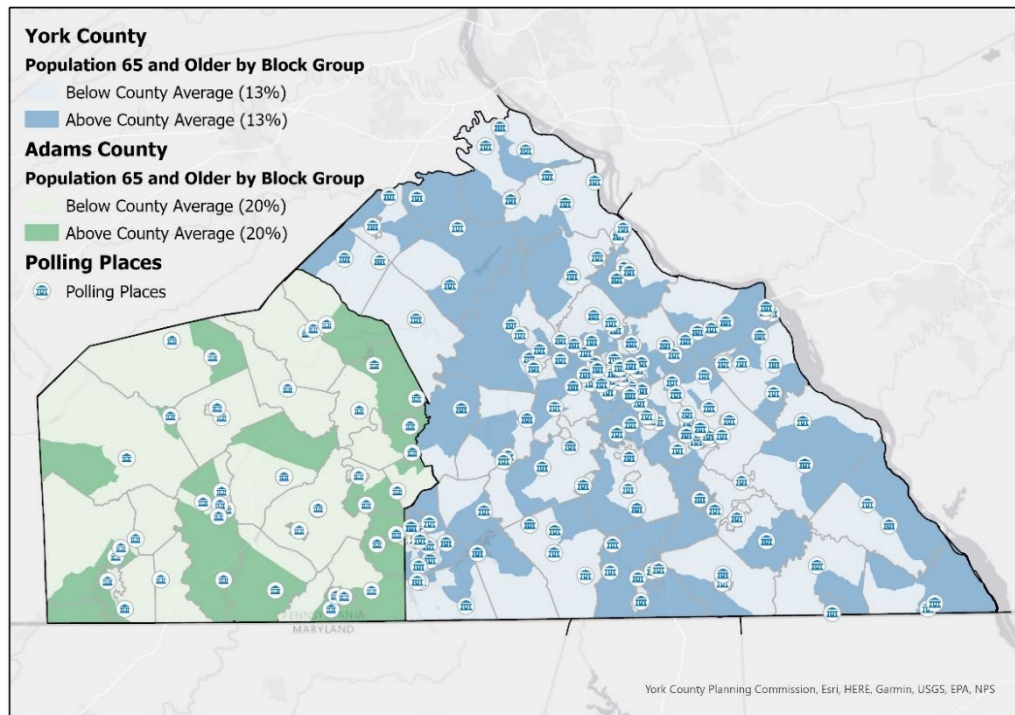 York County
Population 65 and Older by Block Group
Below County Average (13%)
Above County Average (13%)
Adams County
Population 65 and Older by Block Group
Below County Average (20%)
Above County Average (20%)
Polling Places
Polling Places
PENNSYLVANIA
MARYLAND
York County Planning Commission, Esri, HERE, Garmin, USGS, EPA, NPS